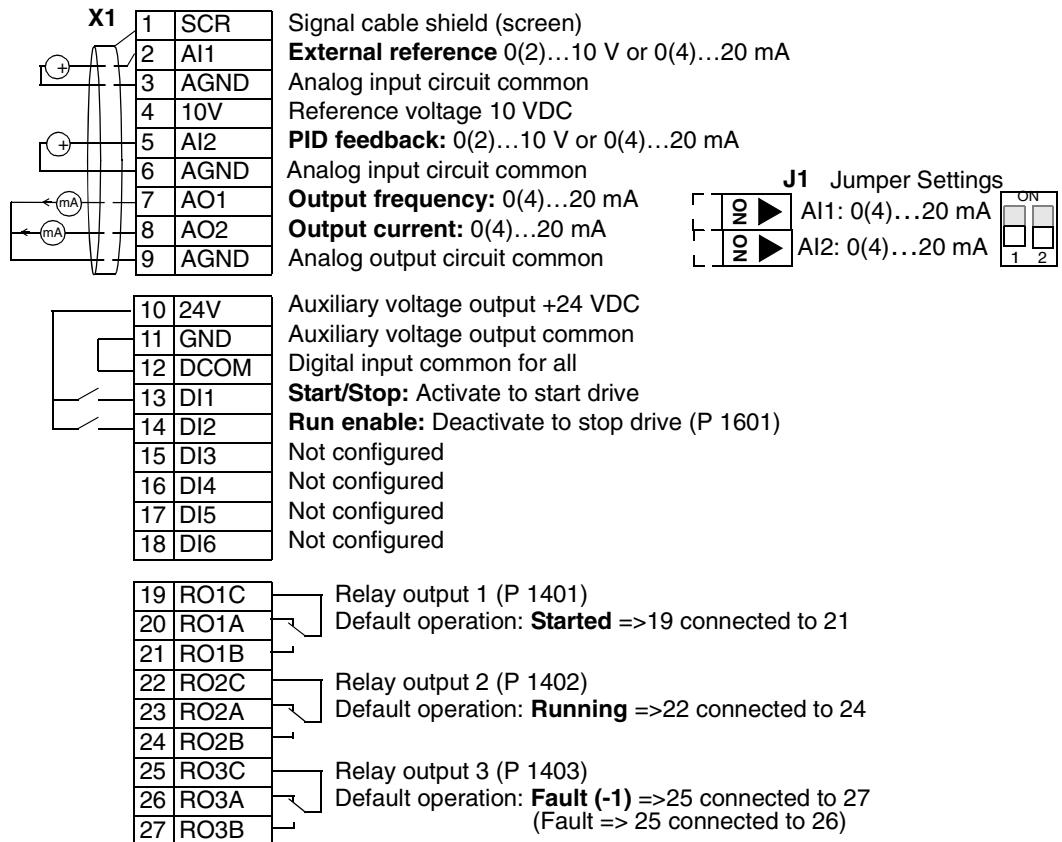 X1
1 SCR Signal cable shield (screen)
2 AI1 External reference 0(2)…10 V or 0(4)…20 mA
3 AGND Analog input circuit common
4 10V Reference voltage 10 VDC
5 AI2 PID feedback: 0(2)…10 V or 0(4)…20 mA
6 AGND Analog input circuit common
7 AO1 Output frequency: 0(4)…20 mA
8 AO2 Output current: 0(4)…20 mA
9 AGND Analog output circuit common
+
+
mA
mA
J1 Jumper Settings
ON AI1: 0(4)…20 mA
ON AI2: 0(4)…20 mA
ON
1 2
10 24V Auxiliary voltage output +24 VDC
11 GND Auxiliary voltage output common
12 DCOM Digital input common for all
13 DI1 Start/Stop: Activate to start drive
14 DI2 Run enable: Deactivate to stop drive (P 1601)
15 DI3 Not configured
16 DI4 Not configured
17 DI5 Not configured
18 DI6 Not configured
19 RO1C Relay output 1 (P 1401)
20 RO1A Default operation: Started =>19 connected to 21
21 RO1B
22 RO2C Relay output 2 (P 1402)
23 RO2A Default operation: Running =>22 connected to 24
24 RO2B
25 RO3C Relay output 3 (P 1403)
26 RO3A Default operation: Fault (-1) =>25 connected to 27
27 RO3B (Fault => 25 connected to 26)